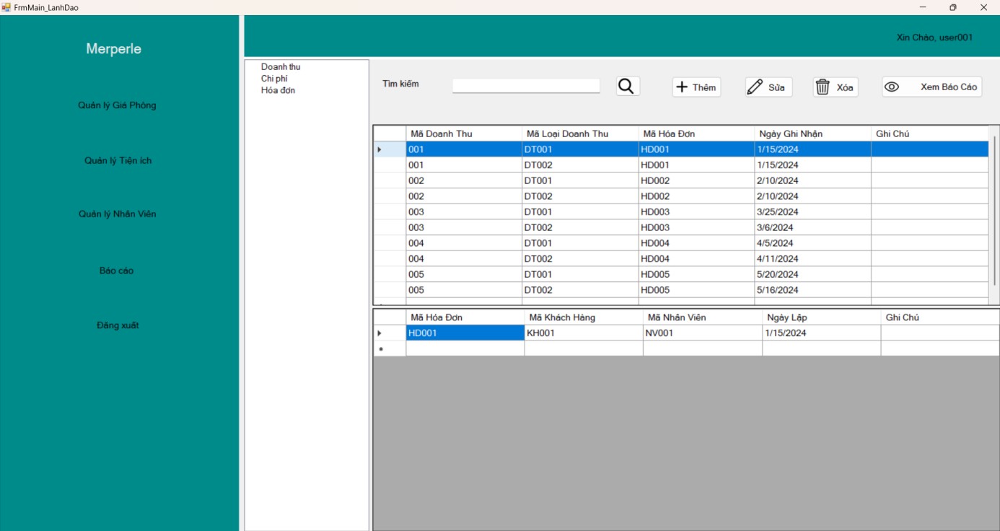 FrmMain_LanhDao
Merperle
Quản lý Giá Phòng
Quản lý Tiện ích
Quản lý Nhân Viên
Báo cáo
Đăng xuất
Xin Chào, user001
Doanh thu
Chi phí
Hóa đơn
Tìm kiếm
Thêm
Sửa
Xóa
Xem Báo Cáo
Mã Doanh Thu Mã Loại Doanh Thu Mã Hóa Đơn Ngày Ghi Nhận Ghi Chú
001 DT001 HD001 1/15/2024
001 DT002 HD001 1/15/2024
002 DT001 HD002 2/10/2024
002 DT002 HD002 2/10/2024
003 DT001 HD003 3/25/2024
003 DT002 HD003 3/6/2024
004 DT001 HD004 4/5/2024
004 DT002 HD004 4/11/2024
005 DT001 HD005 5/20/2024
005 DT002 HD005 5/16/2024
Mã Hóa Đơn Mã Khách Hàng Mã Nhân Viên Ngày Lập Ghi Chú
HD001 KH001 NV001 1/15/2024